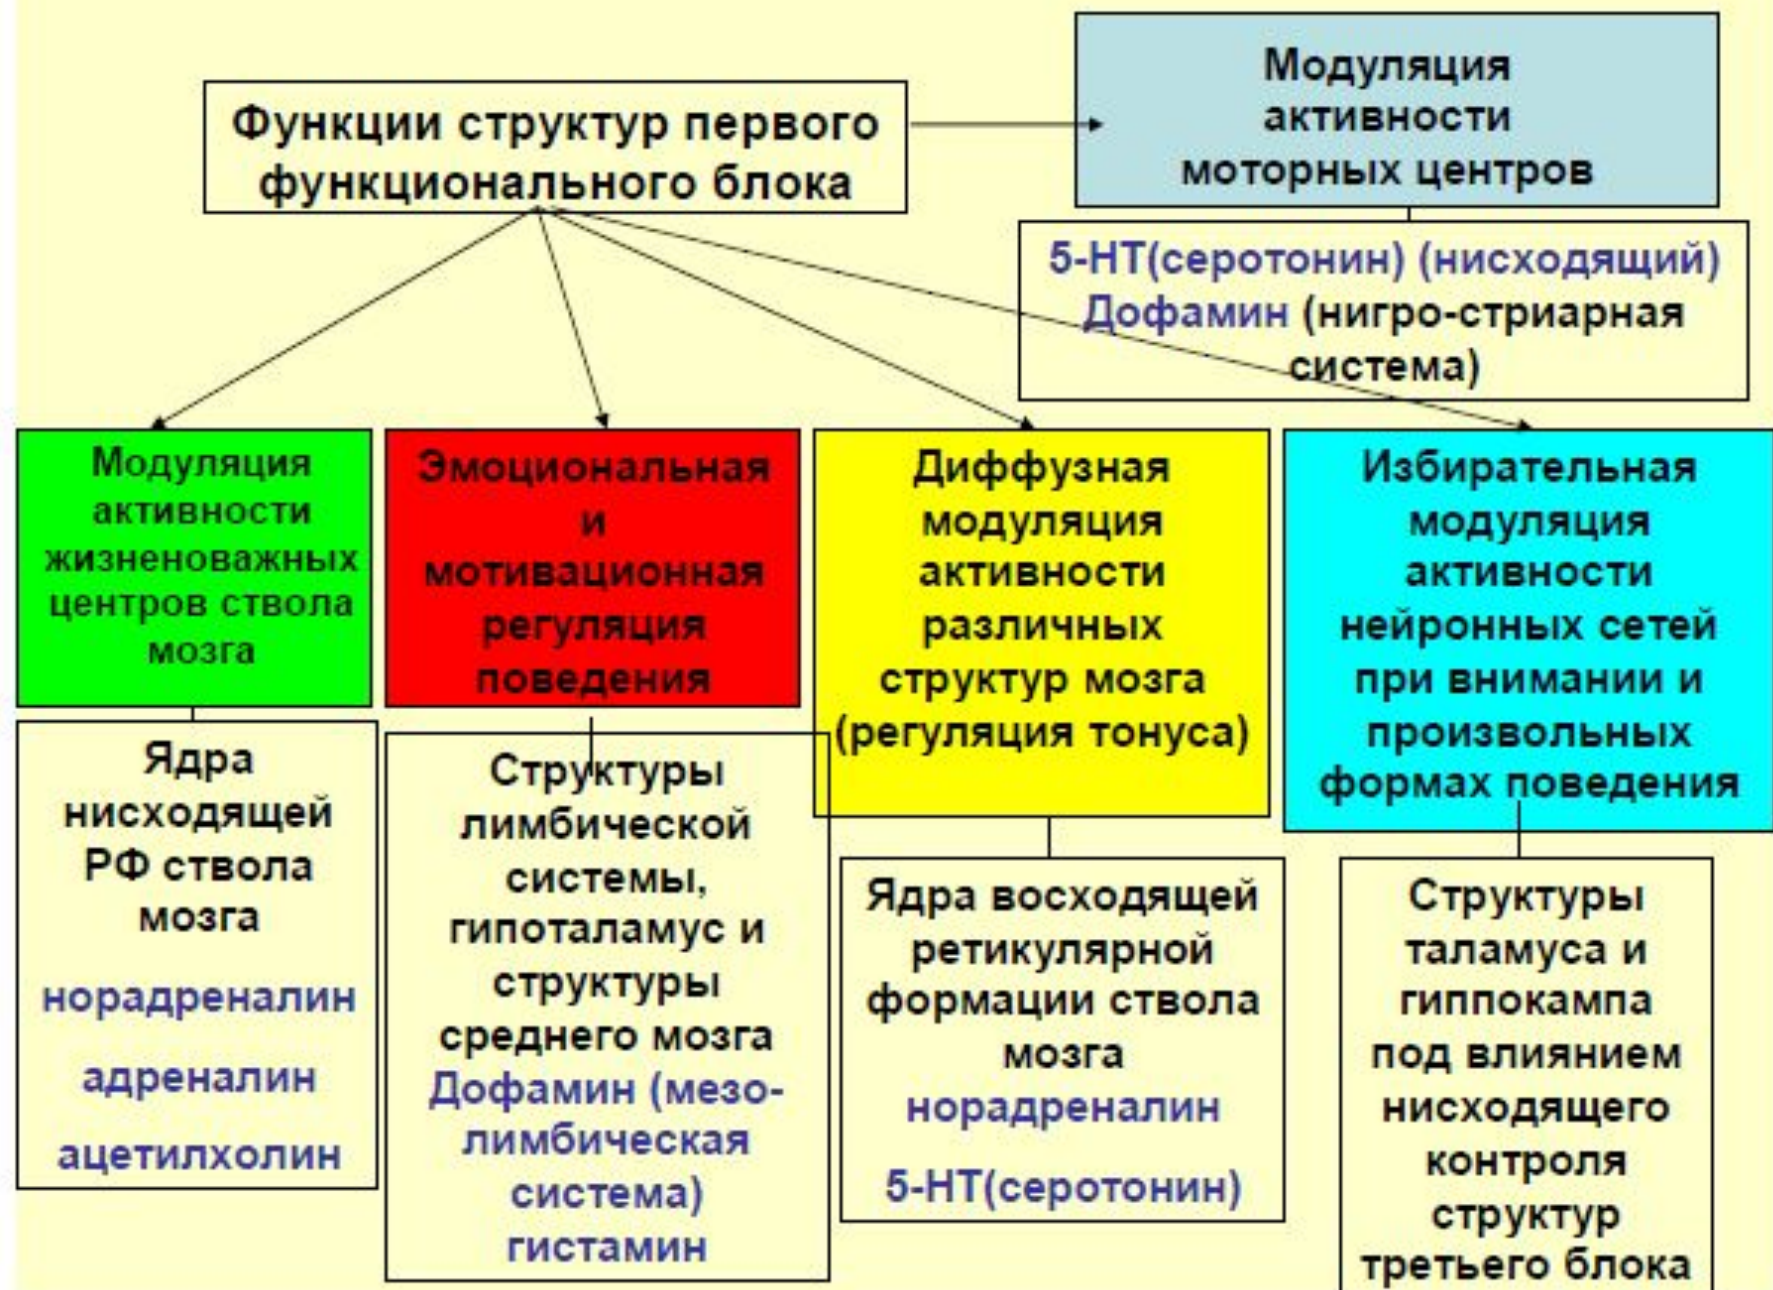 Функции структур первого
функционального блока
Модуляция
активности
моторных центров
5-НТ(серотонин) (нисходящий)
Дофамин (нигро-стриарная
система)
Модуляция
активности
жизненоважных
центров ствола
мозга
Ядра
нисходящей
РФ ствола
мозга
норадреналин
адреналин
ацетилхолин
Эмоциональная
и
мотивационная
регуляция
поведения
Структуры
лимбической
системы,
гипоталамус и
структуры
среднего мозга
Дофамин (мезо-
лимбическая
система)
гистамин
Диффузная
модуляция
активности
различных
структур мозга
(регуляция тонуса)
Ядра восходящей
ретикулярной
формации ствола
мозга
норадреналин
5-НТ(серотонин)
Избирательная
модуляция
активности
нейронных сетей
при внимании и
произвольных
формах поведения
Структуры
таламуса и
гиппокампа
под влиянием
нисходящего
контроля
структур
третьего блока